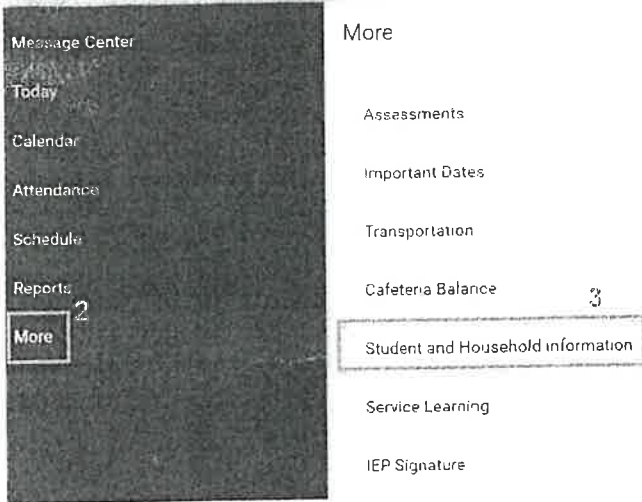 Message Center
Today
Calendar
Attendance
Schedule
Reports
2
More
More
Assessments
Important Dates
Transportation
Cafeteria Balance
3
Student and Household information
Service Learning
IEP Signature